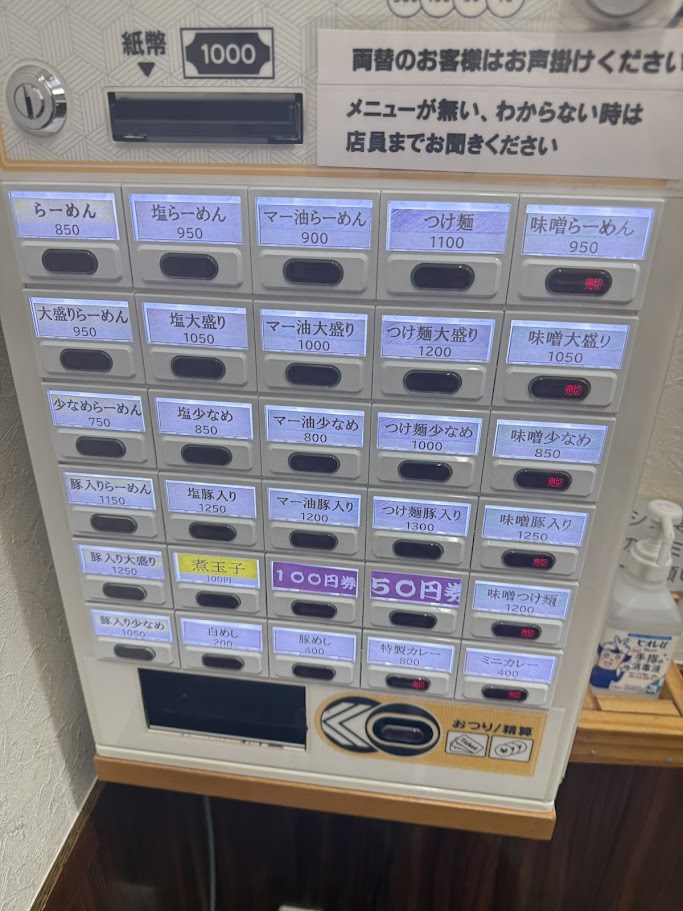 紙幣
1000
両替のお客様はお声掛けください
メニューが無い、わからない時は
店員までお聞きください
らーめん
850
塩らーめん
950
マー油らーめん
900
つけ麺
1100
味噌らーめん
950
売切
大盛りらーめん
950
塩大盛り
1050
マー油大盛り
1000
つけ麺大盛り
1200
味噌大盛り
1050
売切
少なめらーめん
750
塩少なめ
850
マー油少なめ
800
つけ麺少なめ
1000
味噌少なめ
850
売切
豚入りらーめん
1150
塩豚入り
1250
マー油豚入り
1200
つけ麺豚入り
1300
味噌豚入り
1250
売切
豚入り大盛り
1250
煮玉子
100円
100円券
50円券
味噌つけ麺
1200
売切
豚入り少なめ
1050
白めし
200
豚めし
400
特製カレー
800
売切
ミニカレー
400
売切
おつり/精算
ビオレu
手指の
消毒液